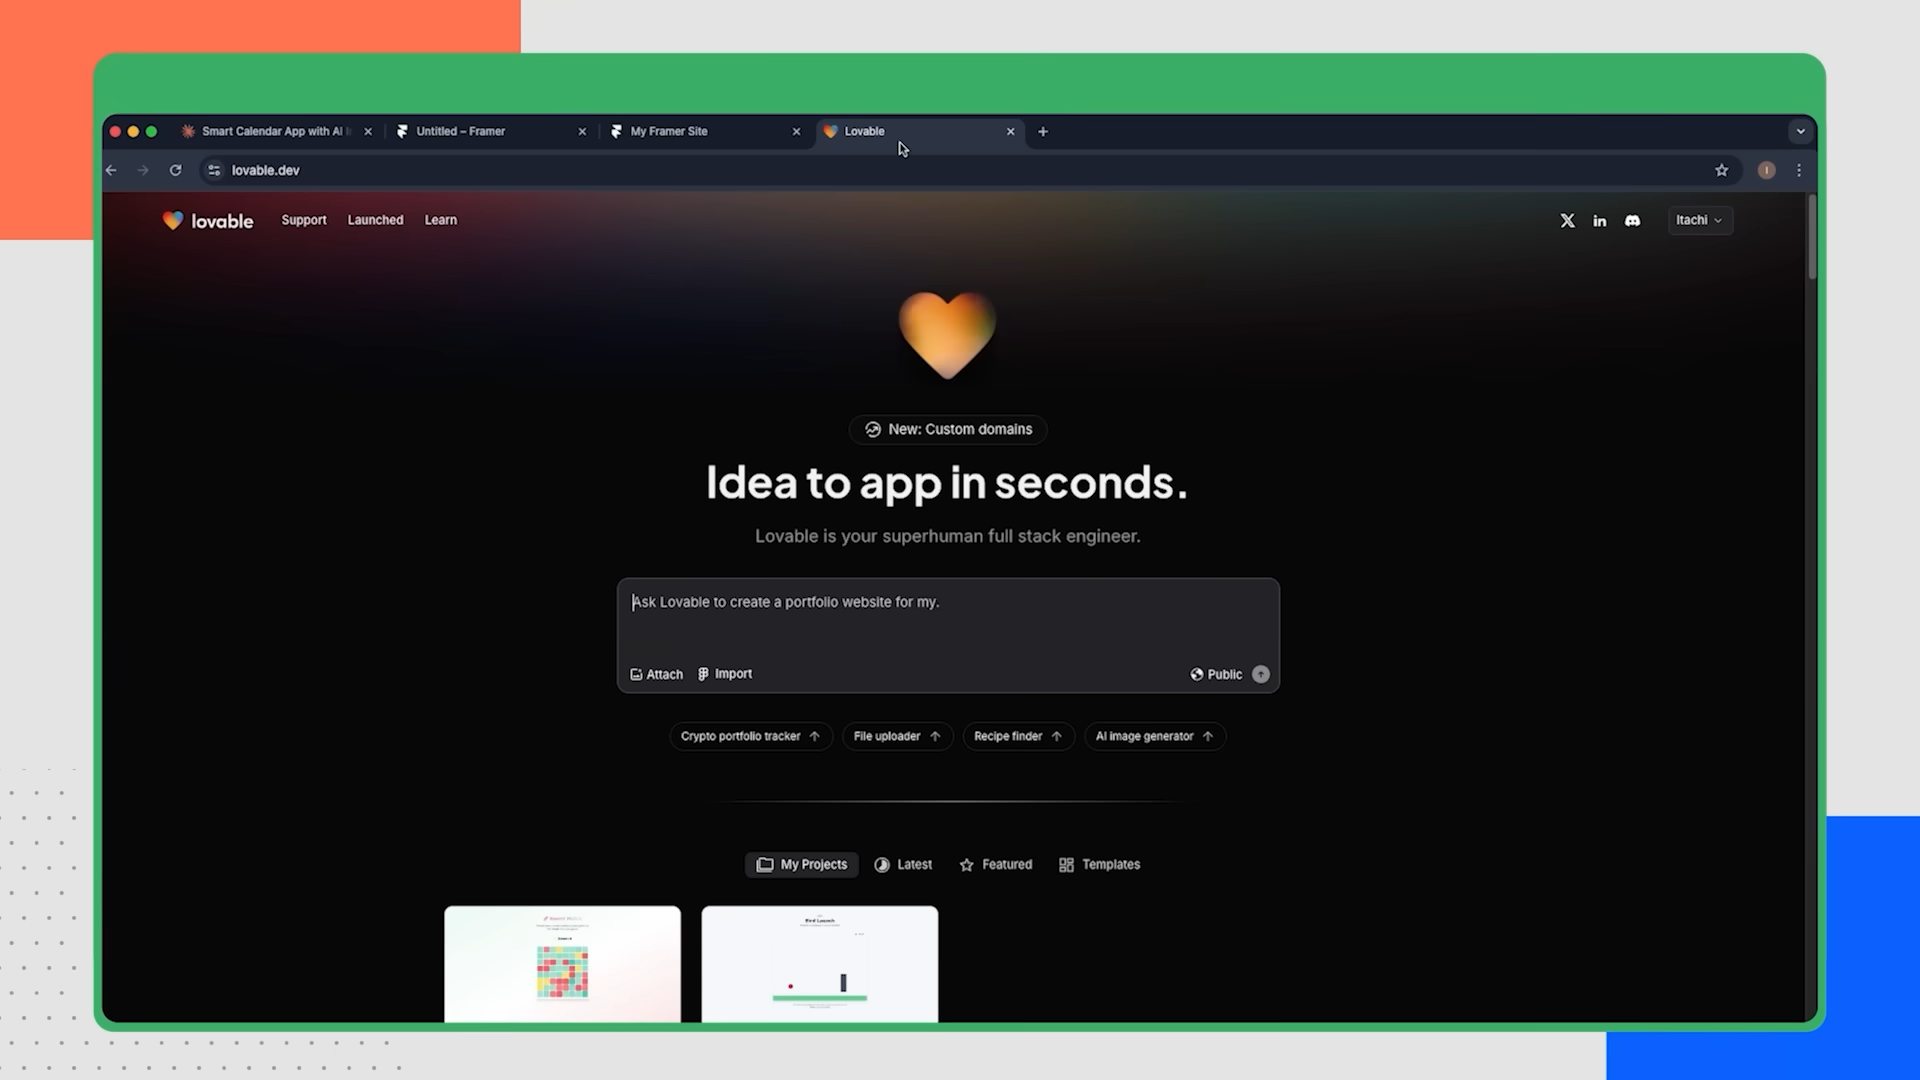 Smart Calendar App with AI
Untitled – Framer
My Framer Site
Lovable
lovable.dev
I
lovable
Support
Launched
Learn
Itachi
New: Custom domains
Idea to app in seconds.
Lovable is your superhuman full stack engineer.
Ask Lovable to create a portfolio website for my.
Attach
Import
Public
Crypto portfolio tracker
File uploader
Recipe finder
AI image generator
My Projects
Latest
Featured
Templates